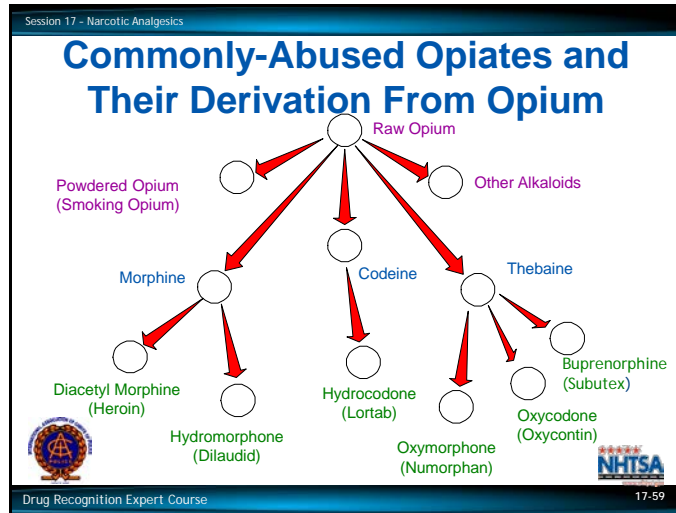 Session 17 - Narcotic Analgesics
Commonly-Abused Opiates and
Their Derivation From Opium
Raw Opium
Powdered Opium
(Smoking Opium)
Other Alkaloids
Morphine
Codeine
Thebaine
Diacetyl Morphine
(Heroin)
Hydromorphone
(Dilaudid)
Hydrocodone
(Lortab)
Oxymorphone
(Numorphan)
Oxycodone
(Oxycontin)
Buprenorphine
(Subutex)
NHTSA
Drug Recognition Expert Course
17-59